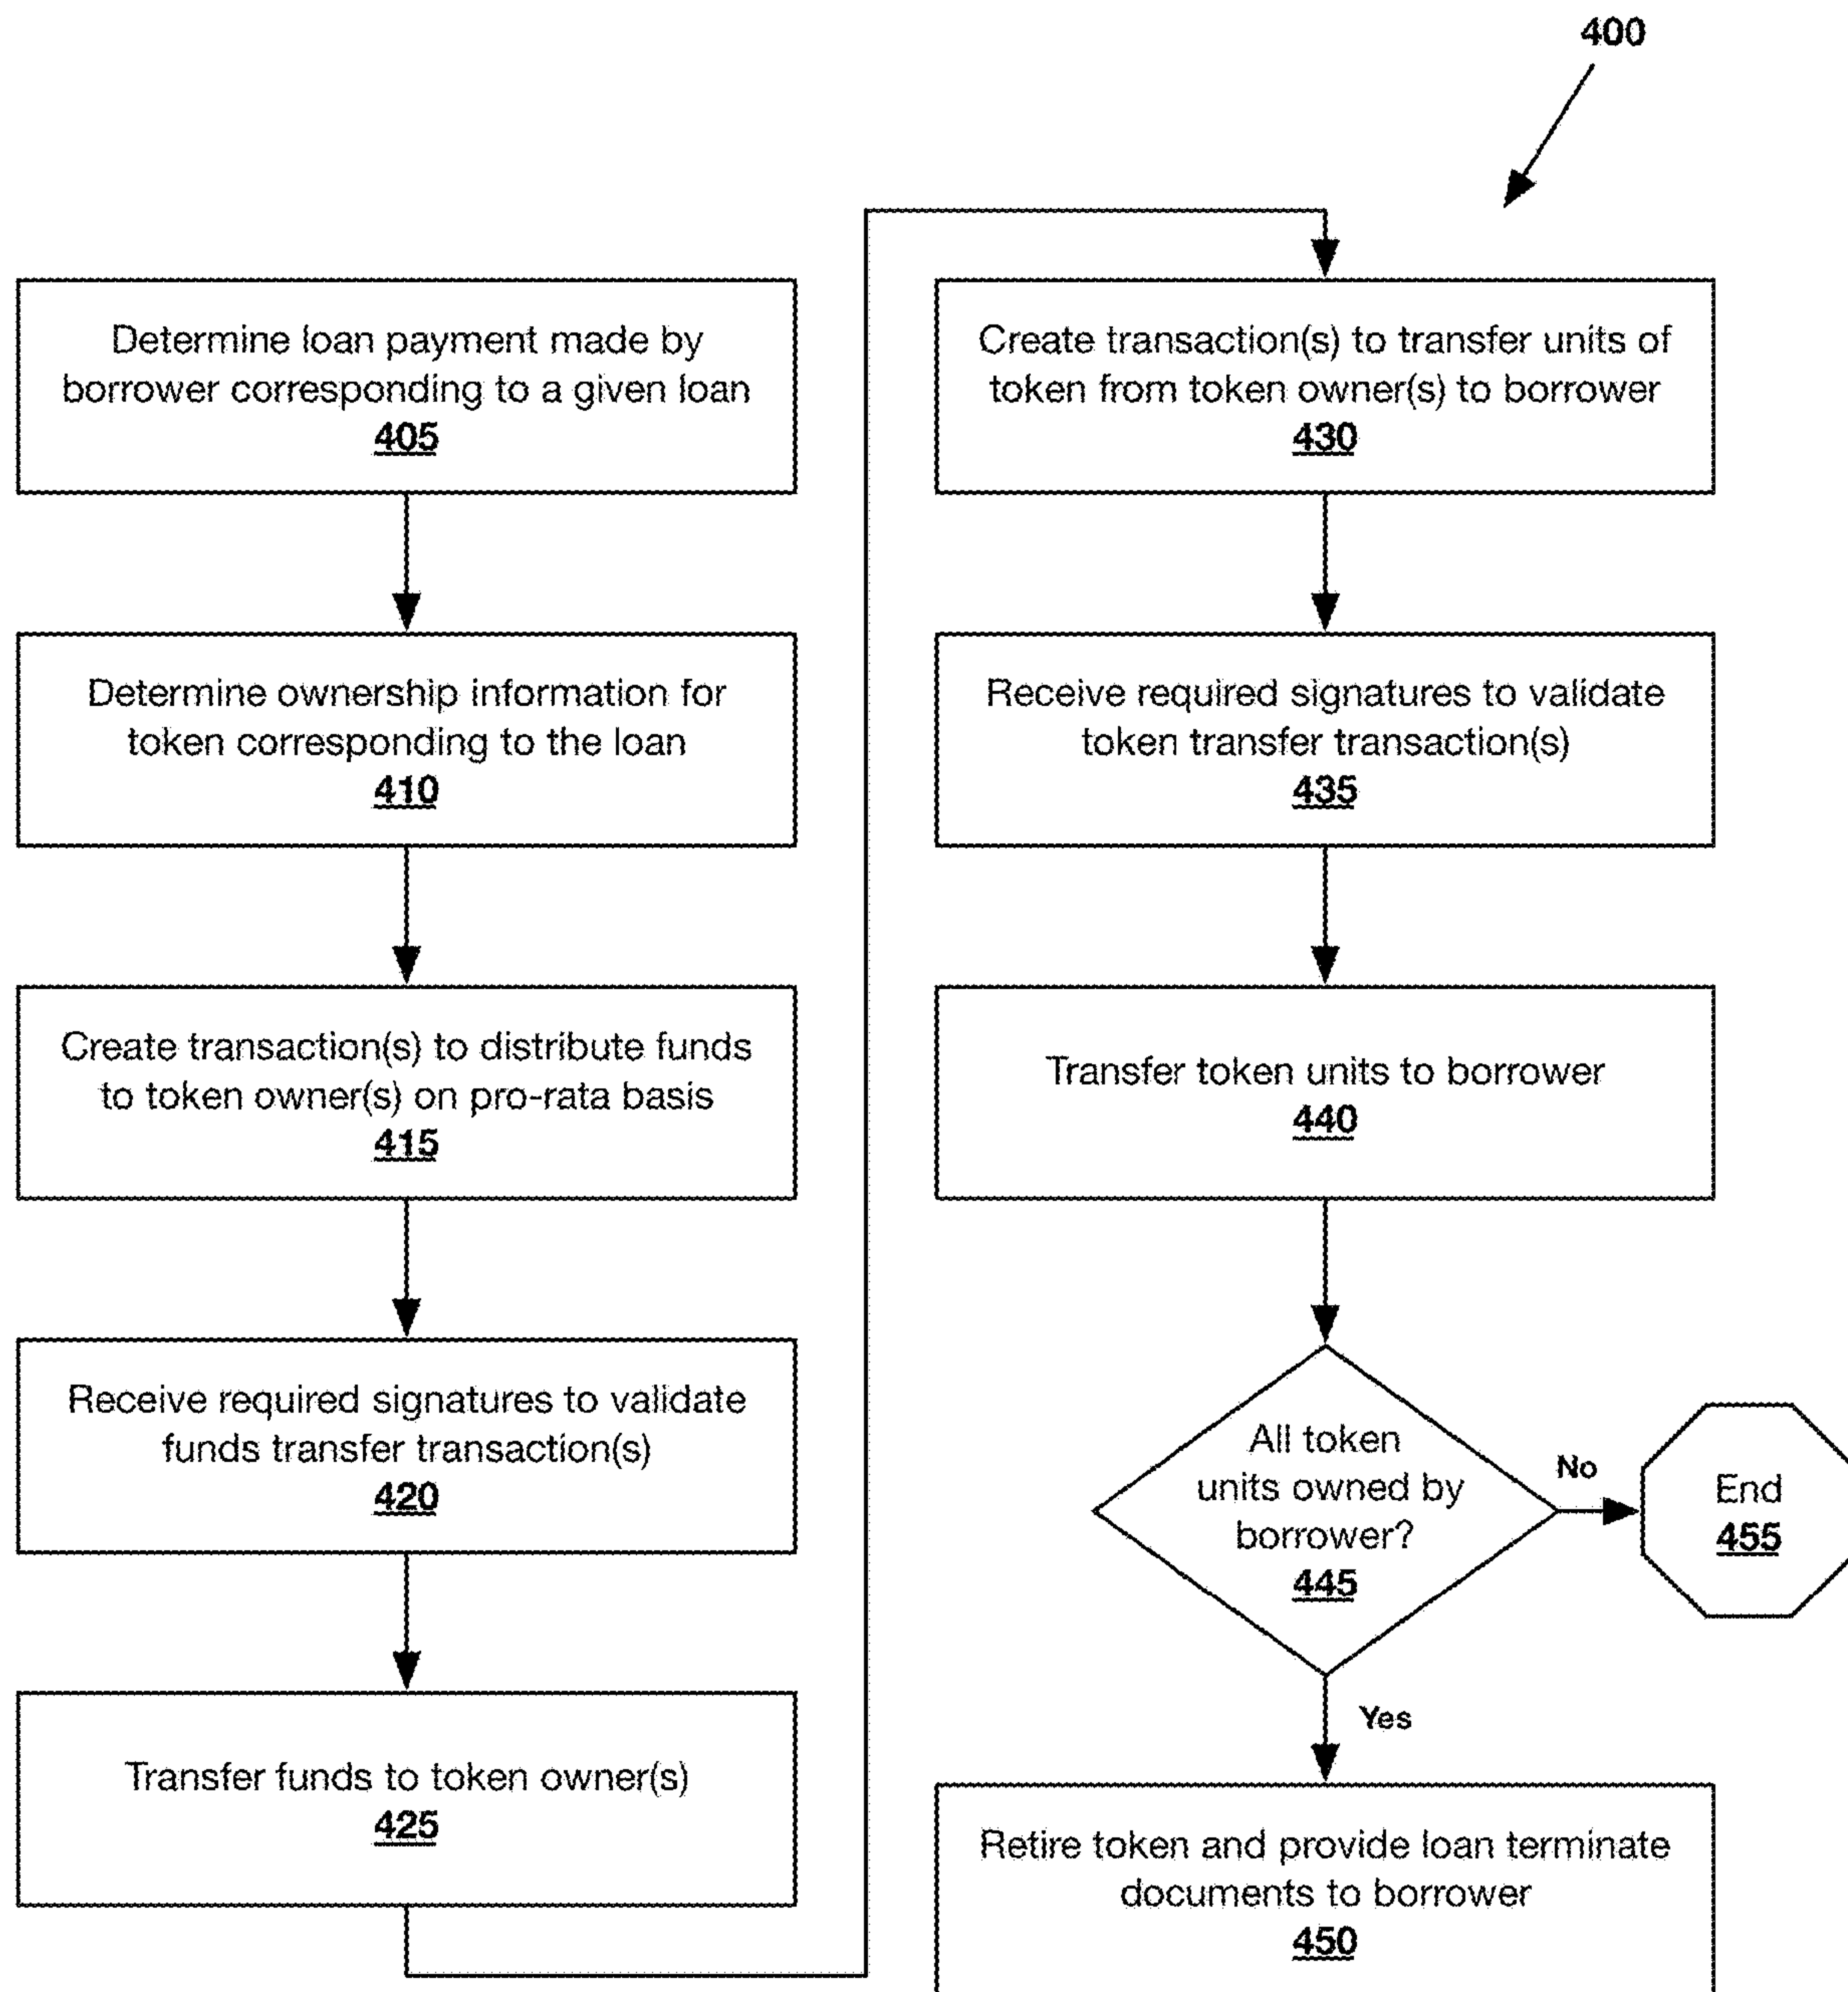 400
Determine loan payment made by
borrower corresponding to a given loan
405
Determine ownership information for
token corresponding to the loan
410
Create transaction(s) to distribute funds
to token owner(s) on pro-rata basis
415
Receive required signatures to validate
funds transfer transaction(s)
420
Transfer funds to token owner(s)
425
Create transaction(s) to transfer units of
token from token owner(s) to borrower
430
Receive required signatures to validate
token transfer transaction(s)
435
Transfer token units to borrower
440
All token
units owned by
borrower?
445
No
End
455
Yes
Retire token and provide loan terminate
documents to borrower
450